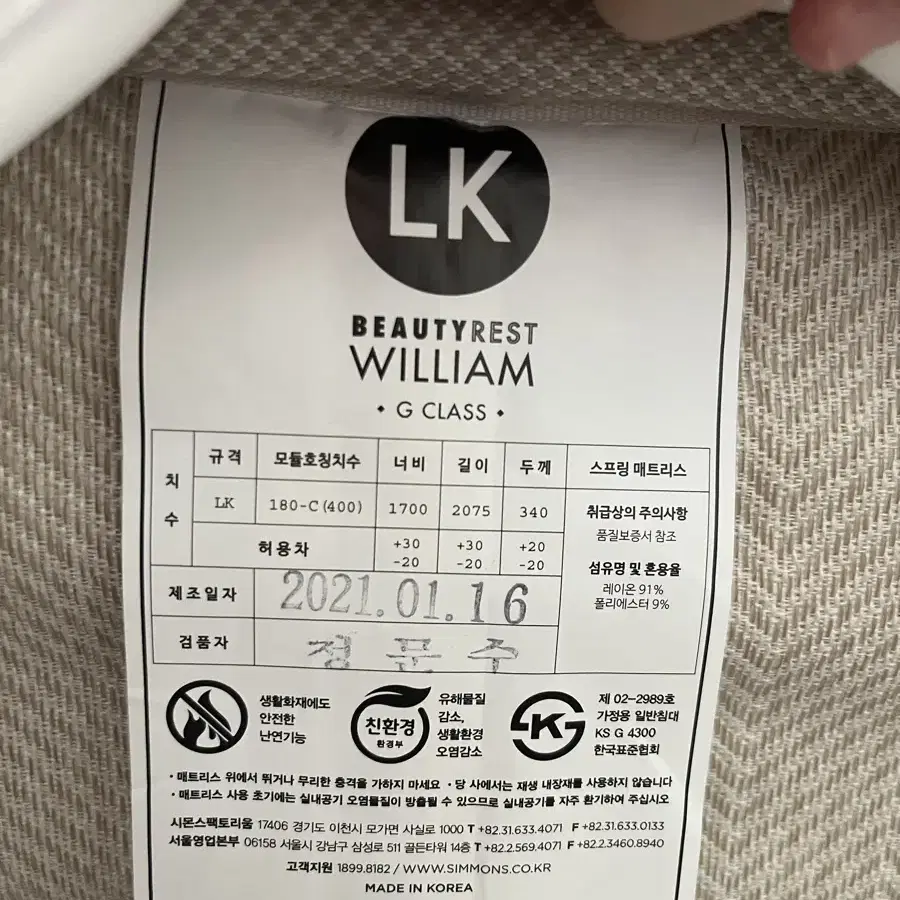 LK
BEAUTYREST
WILLIAM
• G CLASS •
치수 규격 모듈호칭치수 너비 길이 두께 스프링 매트리스
LK 180-C(400) 1700 2075 340 취급상의 주의사항
품질보증서 참조
허용차 +30 -20 +30 -20 +20 -20 섬유명 및 혼용율
레이온 91%
폴리에스터 9%
제조일자 2021.01.16
검품자 정문수
생활화재에도
안전한
난연기능
친환경
환경부
유해물질
감소,
생활환경
오염감소
K
제 02-2989호
가정용 일반침대
KS G 4300
한국표준협회
• 매트리스 위에서 뛰거나 무리한 충격을 가하지 마세요 • 당 사에서는 재생 내장재를 사용하지 않습니다
• 매트리스 사용 초기에는 실내공기 오염물질이 방출될 수 있으므로 실내공기를 자주 환기하여 주십시오
시몬스팩토리움 17406 경기도 이천시 모가면 사실로 1000 T +82.31.633.4071 F +82.31.633.0133
서울영업본부 06158 서울시 강남구 삼성로 511 골든타워 14층 T +82.2.569.4071 F +82.2.3460.8940
고객지원 1899.8182 / WWW.SIMMONS.CO.KR
MADE IN KOREA